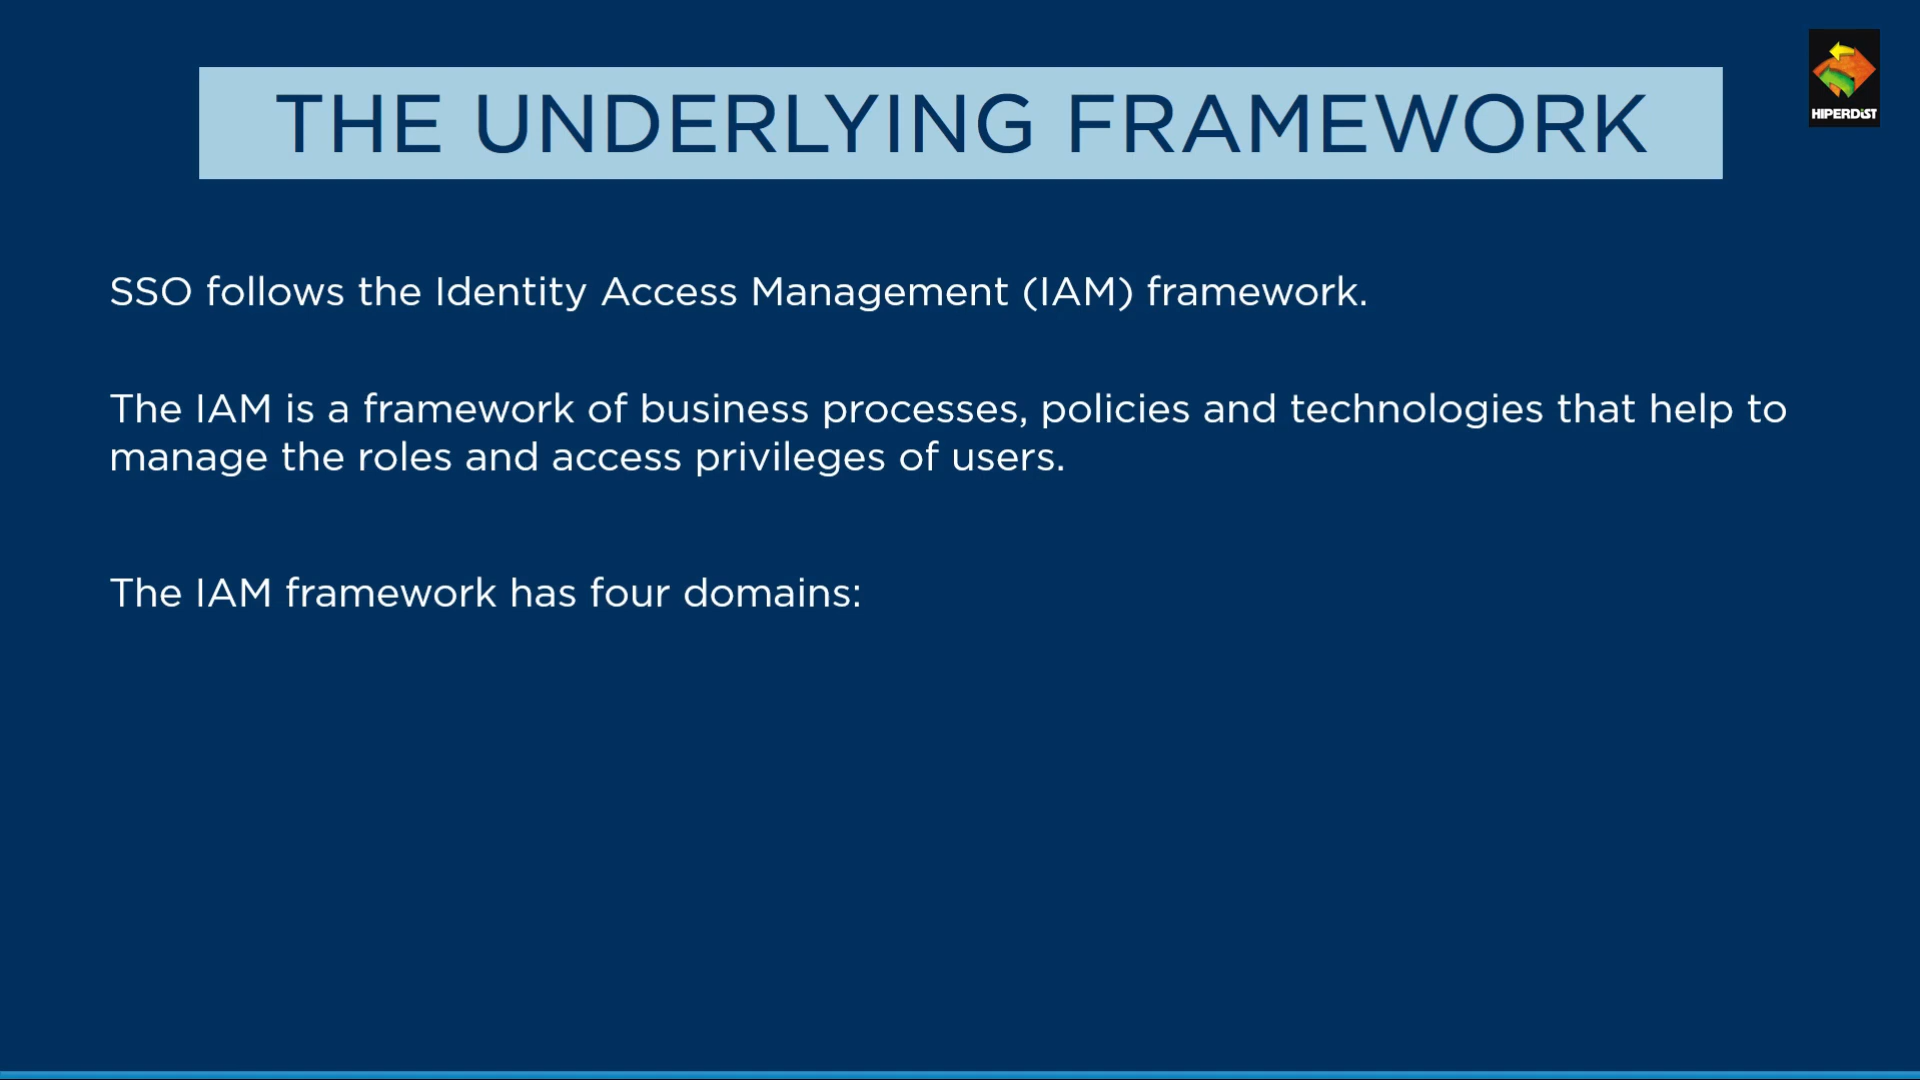 THE UNDERLYING FRAMEWORK
HIPERDIST
SSO follows the Identity Access Management (IAM) framework.
The IAM is a framework of business processes, policies and technologies that help to
manage the roles and access privileges of users.
The IAM framework has four domains: